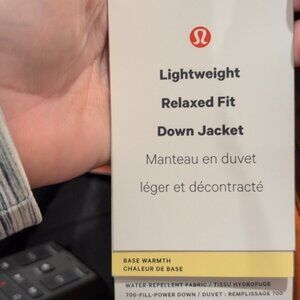 Lightweight
Relaxed Fit
Down Jacket
Manteau en duvet
léger et décontracté
BASE WARMTH
CHALEUR DE BASE
WATER-REPELLENT FABRIC / TISSU HYDROFUGE
700-FILL-POWER DOWN / DUVET : REMPLISSAGE 700